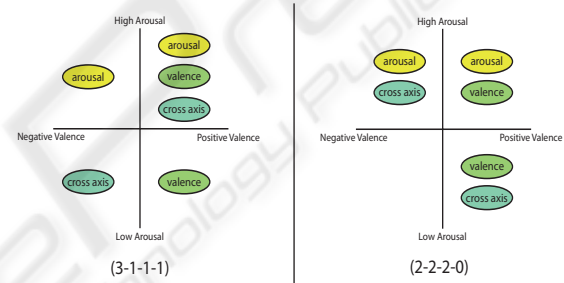 High Arousal
arousal
arousal
valence
cross axis
Negative Valence
Positive Valence
cross axis
valence
Low Arousal
(3-1-1-1)
High Arousal
arousal
arousal
cross axis
valence
Negative Valence
Positive Valence
valence
cross axis
Low Arousal
(2-2-2-0)